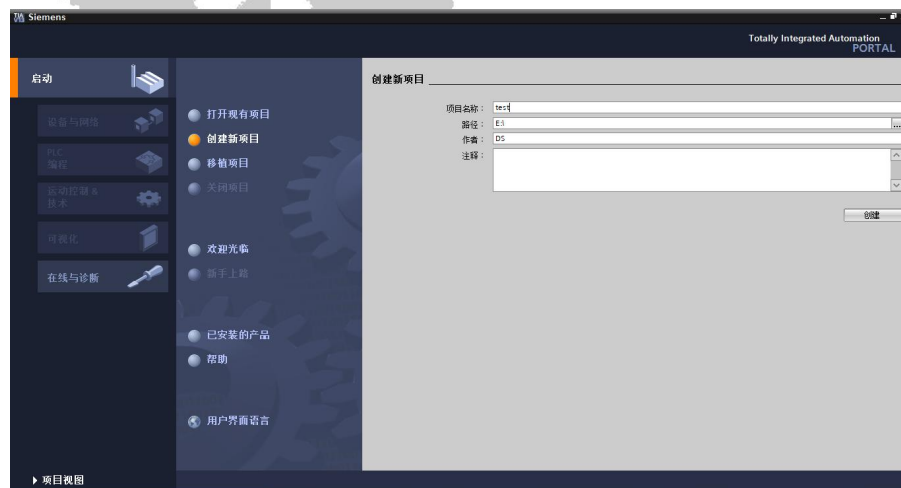 Siemens
Totally Integrated Automation
PORTAL
启动
设备与网络
PLC
编程
运动控制 &
技术
可视化
在线与诊断
打开现有项目
创建新项目
移植项目
关闭项目
欢迎光临
新手上路
已安装的产品
帮助
用户界面语言
项目视图
创建新项目
项目名称：
test
路径：
E:\
作者：
DS
注释：
...
创建